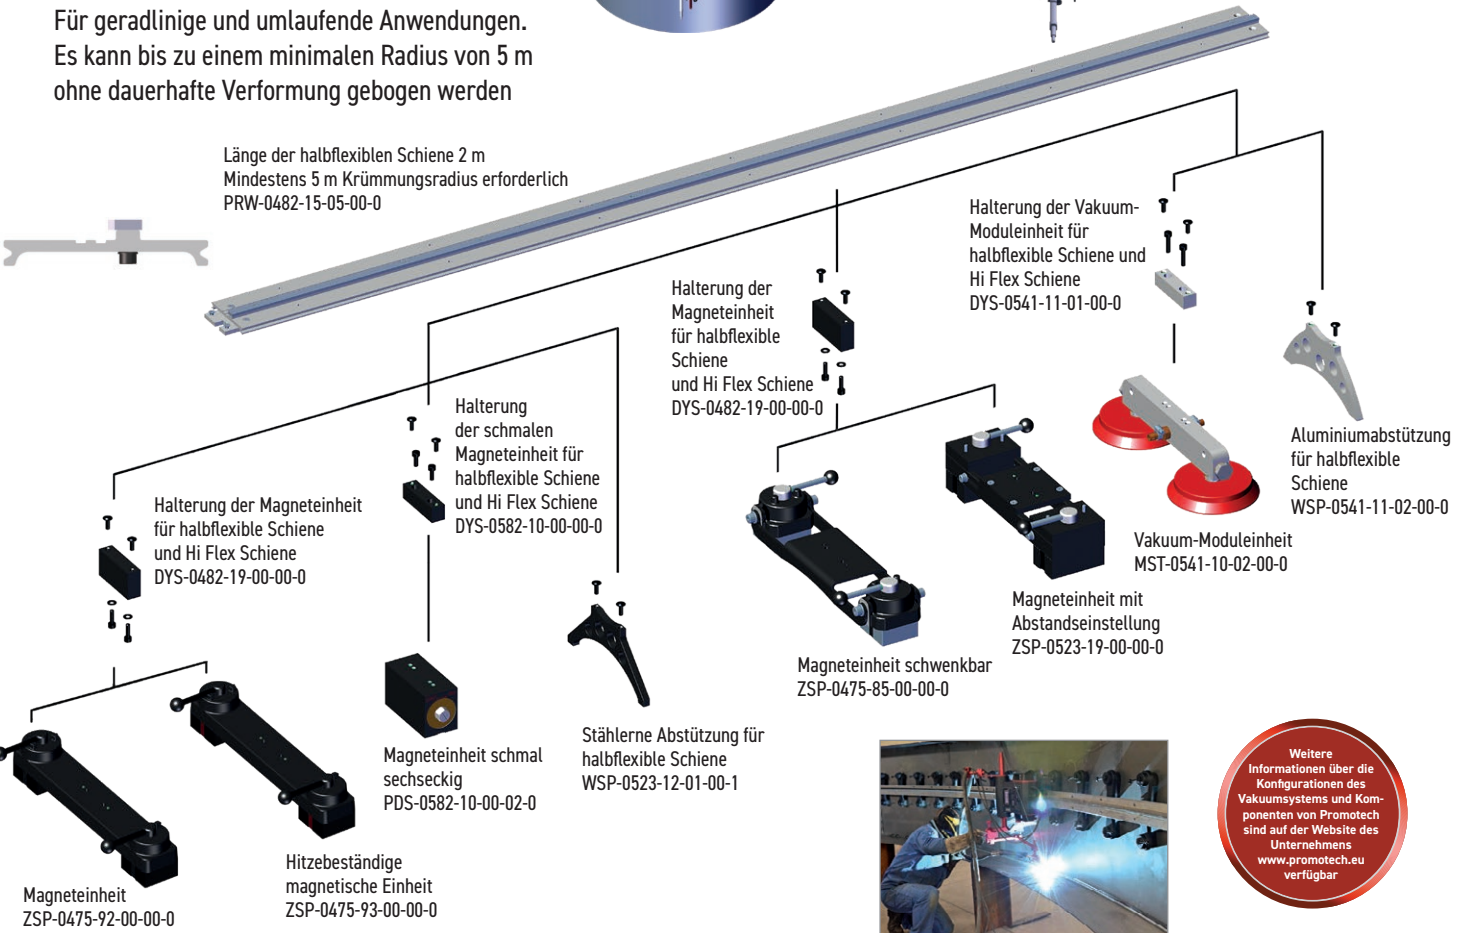 Für geradlinige und umlaufende Anwendungen.
Es kann bis zu einem minimalen Radius von 5 m
ohne dauerhafte Verformung gebogen werden
Länge der halbflexiblen Schiene 2 m
Mindestens 5 m Krümmungsradius erforderlich
PRW-0482-15-05-00-0
Halterung der Vakuum-
Moduleinheit für
halbflexible Schiene und
Hi Flex Schiene
DYS-0541-11-01-00-0
Halterung der
Magneteinheit
für halbflexible
Schiene
und Hi Flex Schiene
DYS-0482-19-00-00-0
Halterung
der schmalen
Magneteinheit für
halbflexible Schiene
und Hi Flex Schiene
DYS-0582-10-00-00-0
Halterung der Magneteinheit
für halbflexible Schiene
und Hi Flex Schiene
DYS-0482-19-00-00-0
Aluminiumabstützung
für halbflexible
Schiene
WSP-0541-11-02-00-0
Vakuum-Moduleinheit
MST-0541-10-02-00-0
Magneteinheit mit
Abstandseinstellung
ZSP-0523-19-00-00-0
Magneteinheit schwenkbar
ZSP-0475-85-00-00-0
Stählerne Abstützung für
halbflexible Schiene
WSP-0523-12-01-00-1
Magneteinheit schmal
sechseckig
PDS-0582-10-00-02-0
Hitzebeständige
magnetische Einheit
ZSP-0475-93-00-00-0
Magneteinheit
ZSP-0475-92-00-00-0
Weitere
Informationen über die
Konfigurationen des
Vakuumsystems und Kom-
ponenten von Promotech
sind auf der Website des
Unternehmens
www.promotech.eu
verfügbar